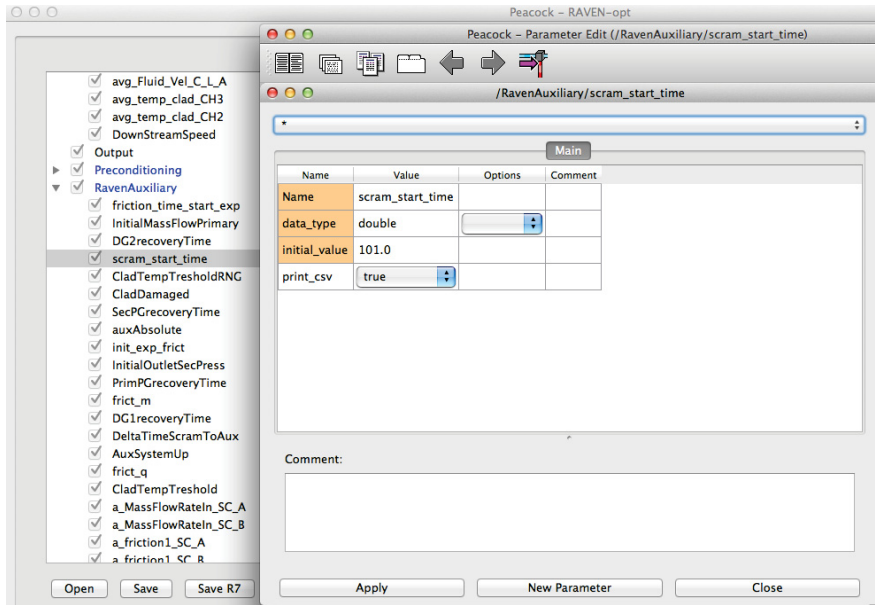 Peacock – RAVEN-opt
Peacock – Parameter Edit (/RavenAuxiliary/scram_start_time)
/RavenAuxiliary/scram_start_time
*
Main
Name Value Options Comment
Name scram_start_time
data_type double
initial_value 101.0
print_csv true
Comment:
Apply New Parameter Close
avg_Fluid_Vel_C_L_A
avg_temp_clad_CH3
avg_temp_clad_CH2
DownStreamSpeed
Output
Preconditioning
RavenAuxiliary
friction_time_start_exp
InitialMassFlowPrimary
DG2recoveryTime
scram_start_time
CladTempTresholdRNG
CladDamaged
SecPGrecoveryTime
auxAbsolute
init_exp_frict
InitialOutletSecPress
PrimPGrecoveryTime
frict_m
DG1recoveryTime
DeltaTimeScramToAux
AuxSystemUp
frict_q
CladTempTreshold
a_MassFlowRateIn_SC_A
a_MassFlowRateIn_SC_B
a_friction1_SC_A
a_friction1_SC_B
Open Save Save R7